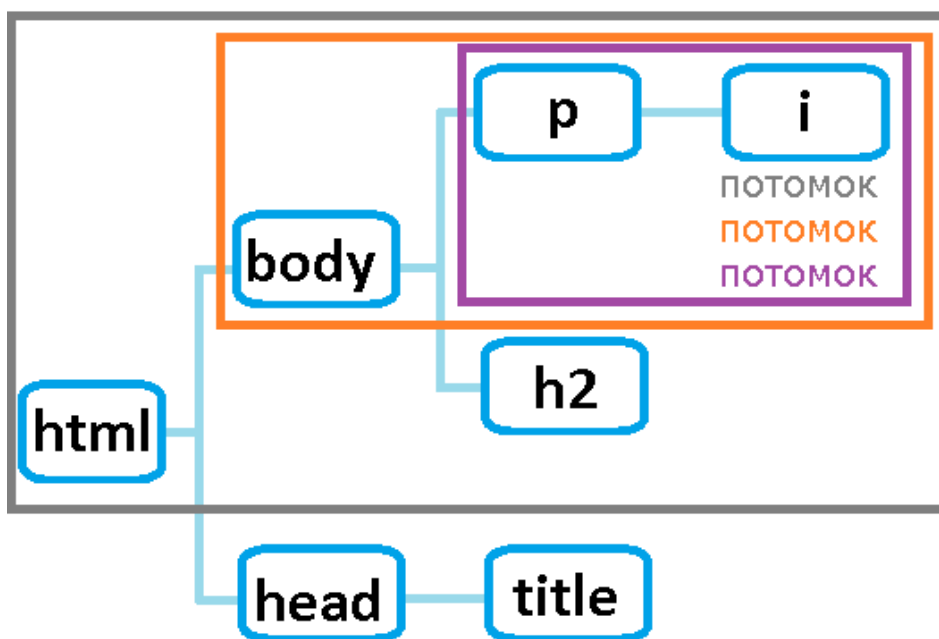 p
i
потомок
потомок
потомок
body
h2
html
head
title